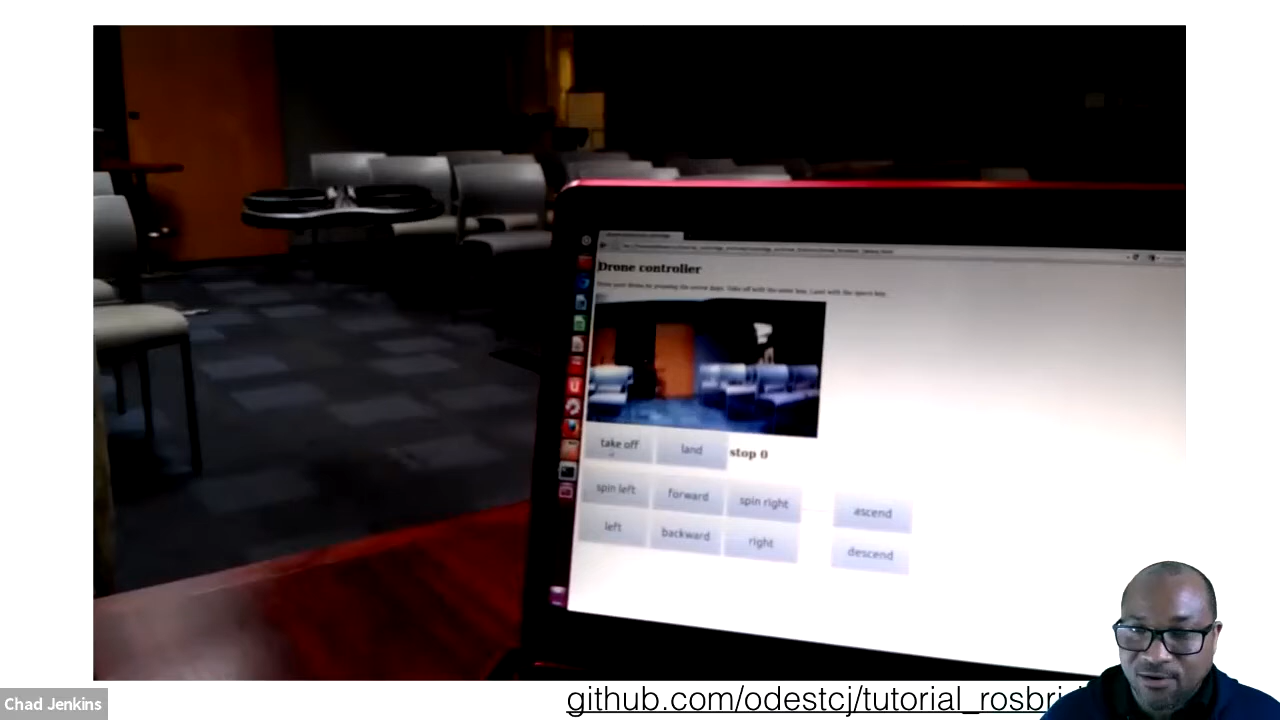 Drone controller
take off
land
stop 0
spin left
forward
spin right
ascend
left
backward
right
descend
Chad Jenkins
github.com/odestcj/tutorial_rosbri